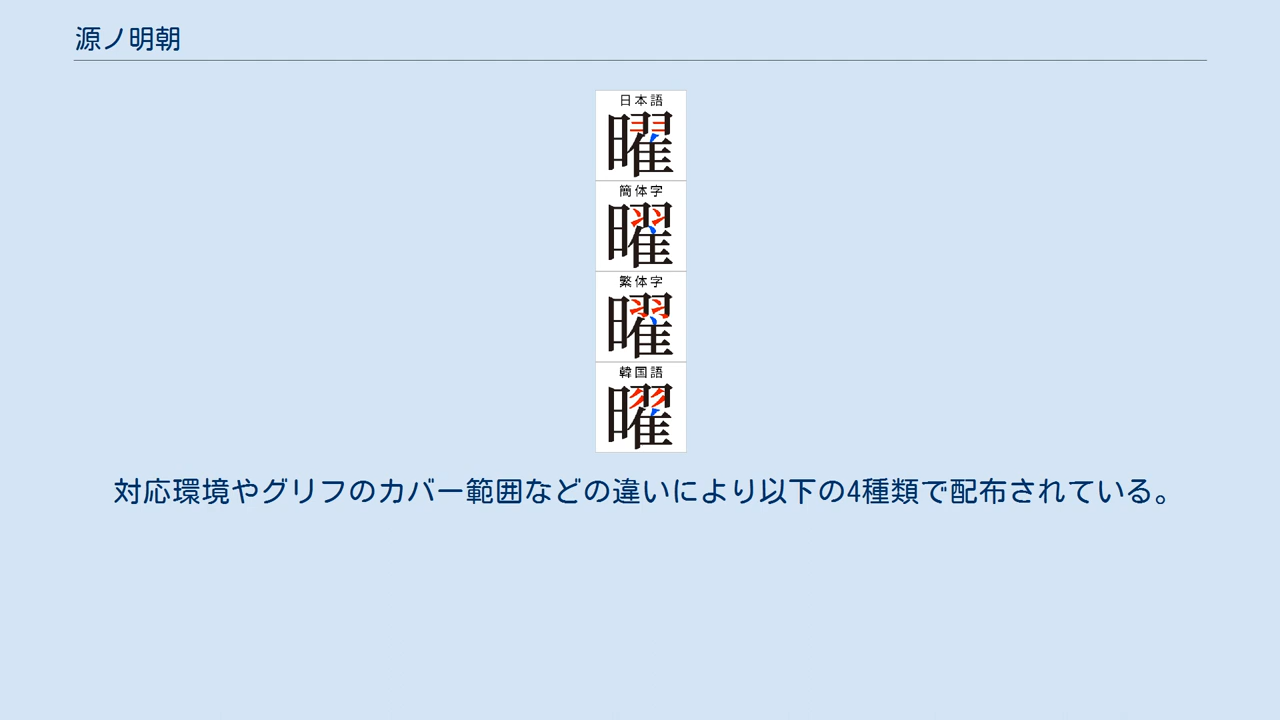 源ノ明朝
日本語
曜
簡体字
曜
繁体字
曜
韓国語
曜
対応環境やグリフのカバー範囲などの違いにより以下の4種類で配布されている。